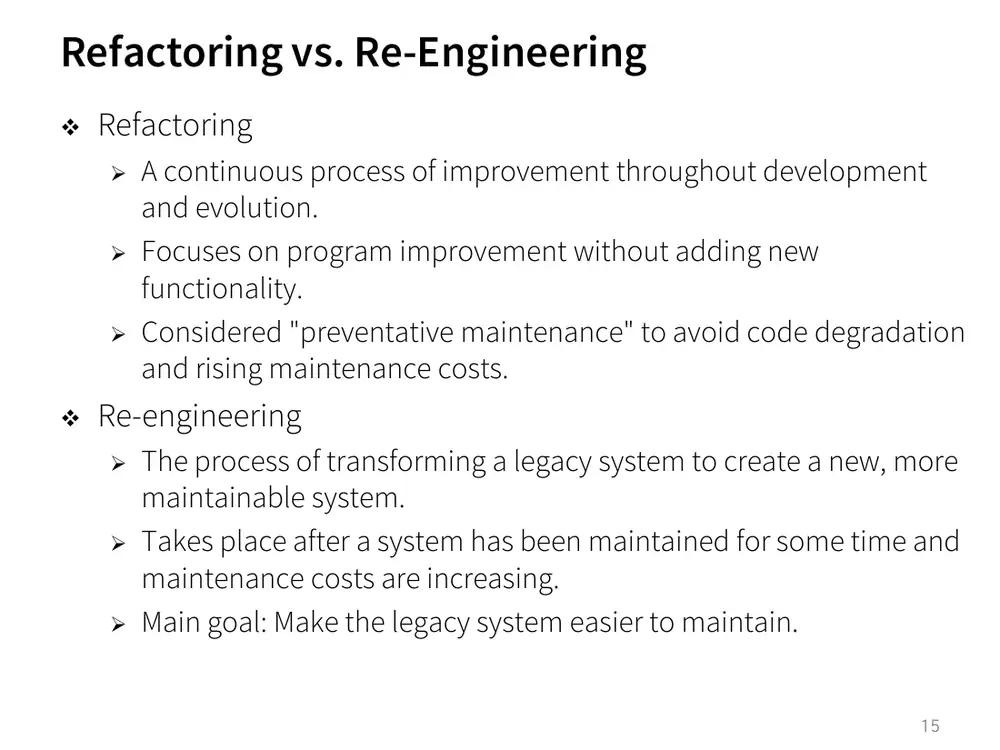 Refactoring vs. Re-Engineering
❖ Refactoring
➢ A continuous process of improvement throughout development
and evolution.
➢ Focuses on program improvement without adding new
functionality.
➢ Considered "preventative maintenance" to avoid code degradation
and rising maintenance costs.
❖ Re-engineering
➢ The process of transforming a legacy system to create a new, more
maintainable system.
➢ Takes place after a system has been maintained for some time and
maintenance costs are increasing.
➢ Main goal: Make the legacy system easier to maintain.
15